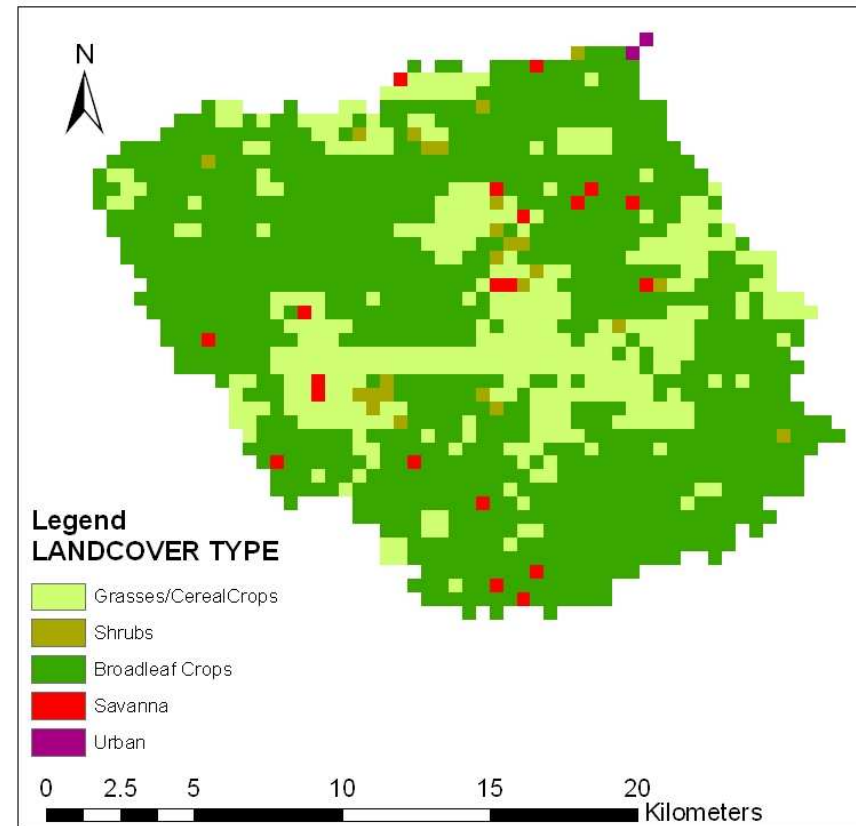 N
Legend
LANDCOVER TYPE
Grasses/CerealCrops
Shrubs
Broadleaf Crops
Savanna
Urban
0 2.5 5 10 15 20
Kilometers